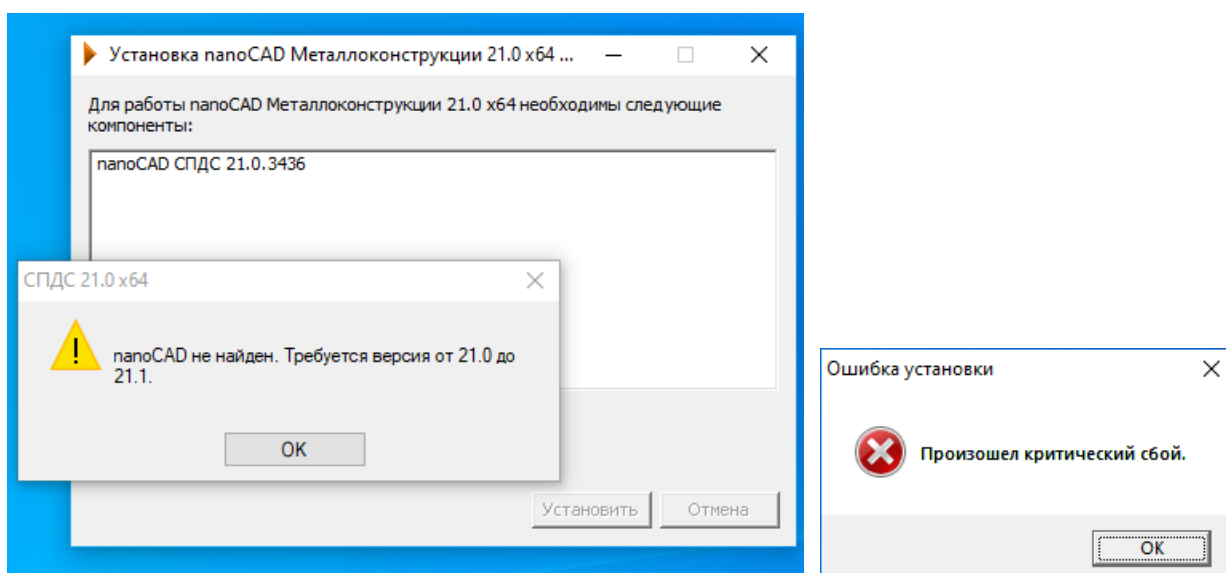 Установка nanoCAD Металлоконструкции 21.0 x64 ...
Для работы nanoCAD Металлоконструкции 21.0 x64 необходимы следующие
компоненты:
nanoCAD СПДС 21.0.3436
СПДС 21.0 x64
nanoCAD не найден. Требуется версия от 21.0 до
21.1.
OK
Установить
Отмена
Ошибка установки
Произошел критический сбой.
OK